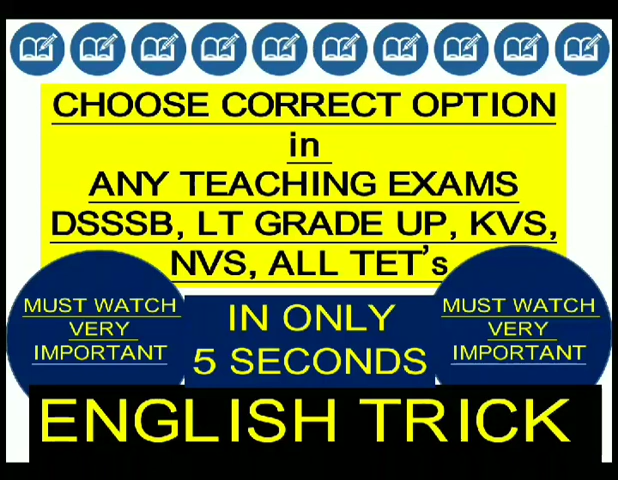 CHOOSE CORRECT OPTION
in
ANY TEACHING EXAMS
DSSSB, LT GRADE UP, KVS,
NVS, ALL TET's
MUST WATCH
VERY
IMPORTANT
IN ONLY
5 SECONDS
MUST WATCH
VERY
IMPORTANT
ENGLISH TRICK